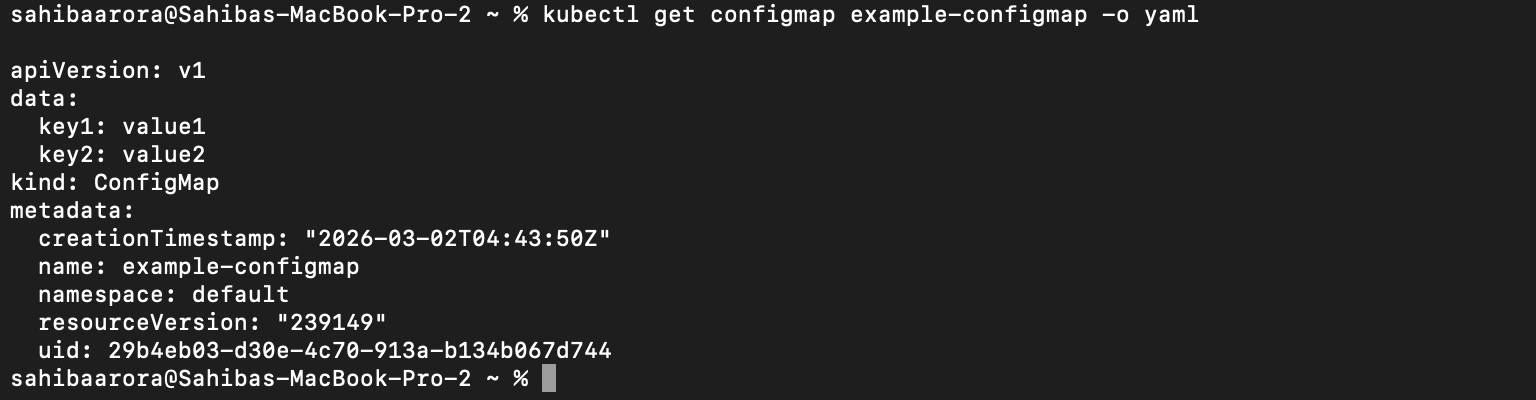 sahibaarora@Sahibas-MacBook-Pro-2 ~ % kubectl get configmap example-configmap -o yaml

apiVersion: v1
data:
  key1: value1
  key2: value2
kind: ConfigMap
metadata:
  creationTimestamp: "2026-03-02T04:43:50Z"
  name: example-configmap
  namespace: default
  resourceVersion: "239149"
  uid: 29b4eb03-d30e-4c70-913a-b134b067d744
sahibaarora@Sahibas-MacBook-Pro-2 ~ %